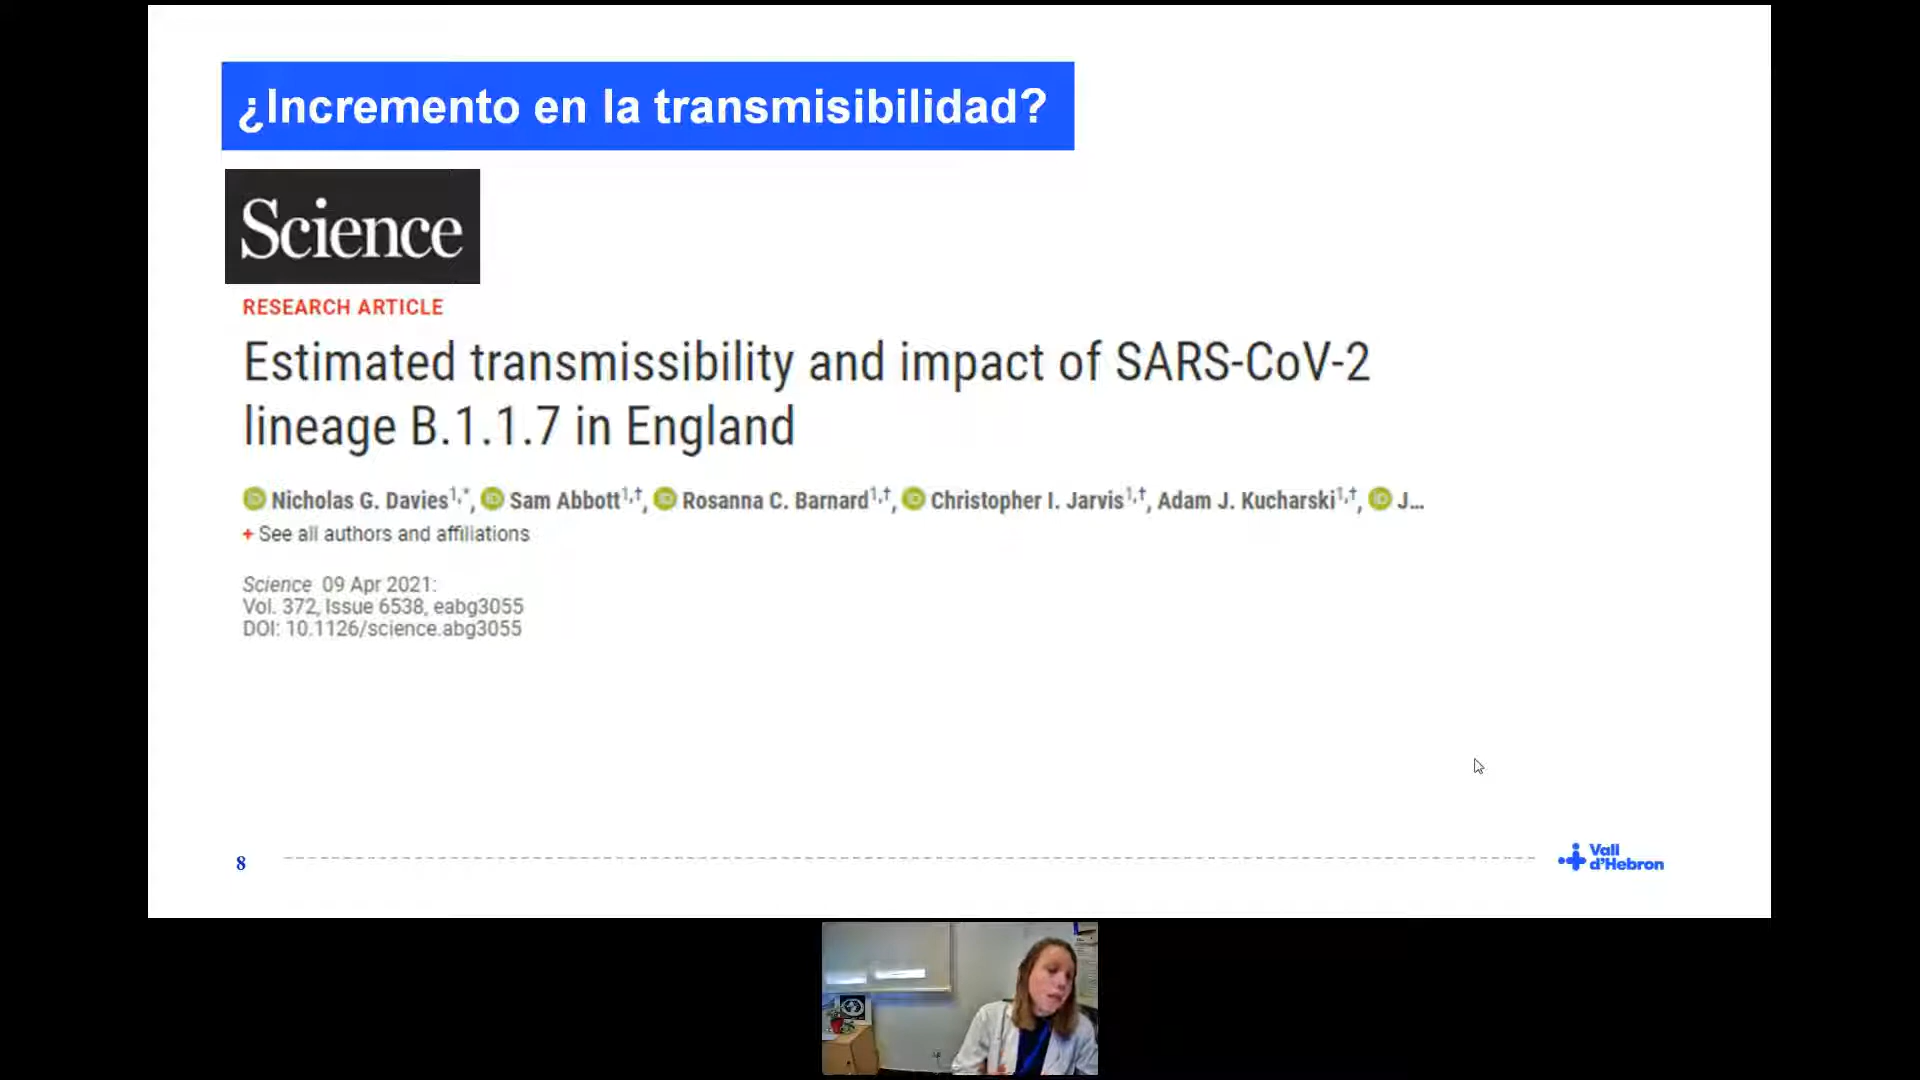 ¿Incremento en la transmisibilidad?
Science
RESEARCH ARTICLE
Estimated transmissibility and impact of SARS-CoV-2
lineage B.1.1.7 in England
Nicholas G. Davies1,*, Sam Abbott1,†, Rosanna C. Barnard1,†, Christopher I. Jarvis1,†, Adam J. Kucharski1,†, J...
+ See all authors and affiliations
Science 09 Apr 2021:
Vol. 372, Issue 6538, eabg3055
DOI: 10.1126/science.abg3055
8
Vall
d'Hebron